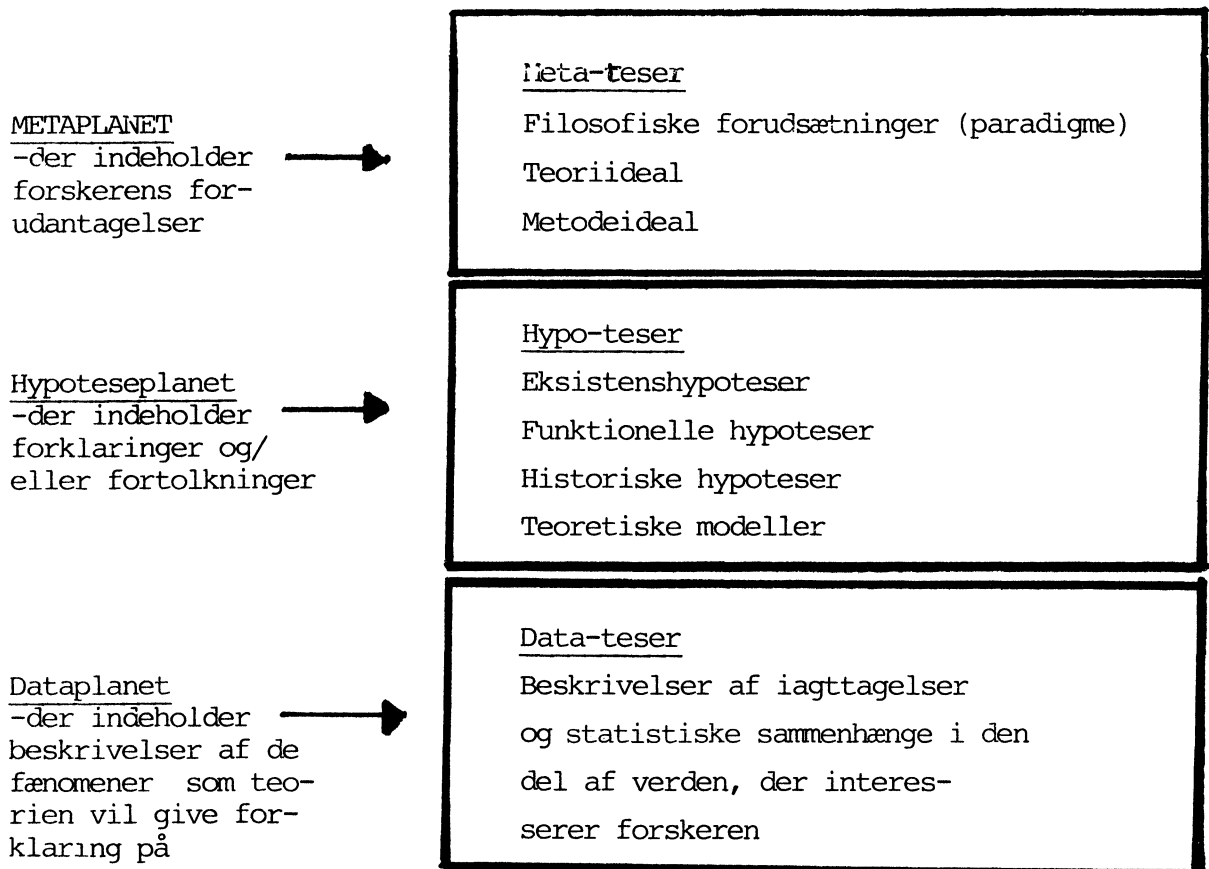 METAPLANET
-der indeholder
forskerens for-
udantagelser
Meta-teser
Filosofiske forudsætninger (paradigme)
Teoriideal
Metodeideal
Hypoteseplanet
-der indeholder
forklaringer og/
eller fortolkninger
Hypo-teser
Eksistenshypoteser
Funktionelle hypoteser
Historiske hypoteser
Teoretiske modeller
Dataplanet
-der indeholder
beskrivelser af de
fænomener som teo-
rien vil give for-
klaring på
Data-teser
Beskrivelser af iagttagelser
og statistiske sammenhænge i den
del af verden, der interes-
serer forskeren